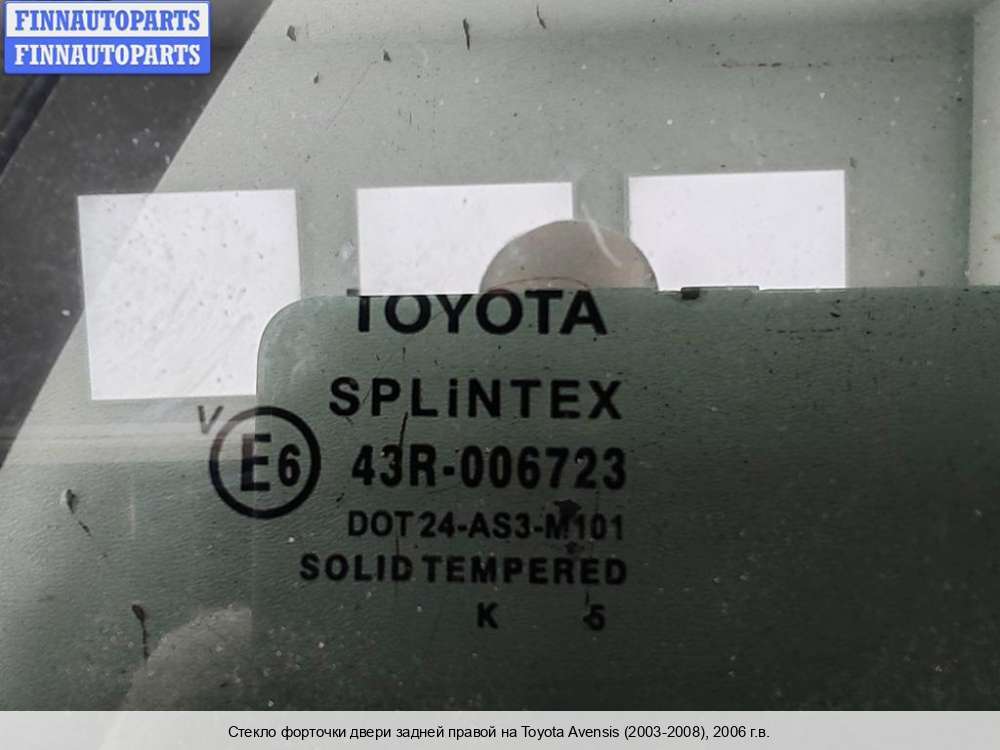 FINNAUTOPARTS
FINNAUTOPARTS
TOYOTA
SPLiNTEX
V
E6 43R-006723
DOT 24-AS3-M101
SOLID TEMPERED
K 5
Стекло форточки двери задней правой на Toyota Avensis (2003-2008), 2006 г.в.